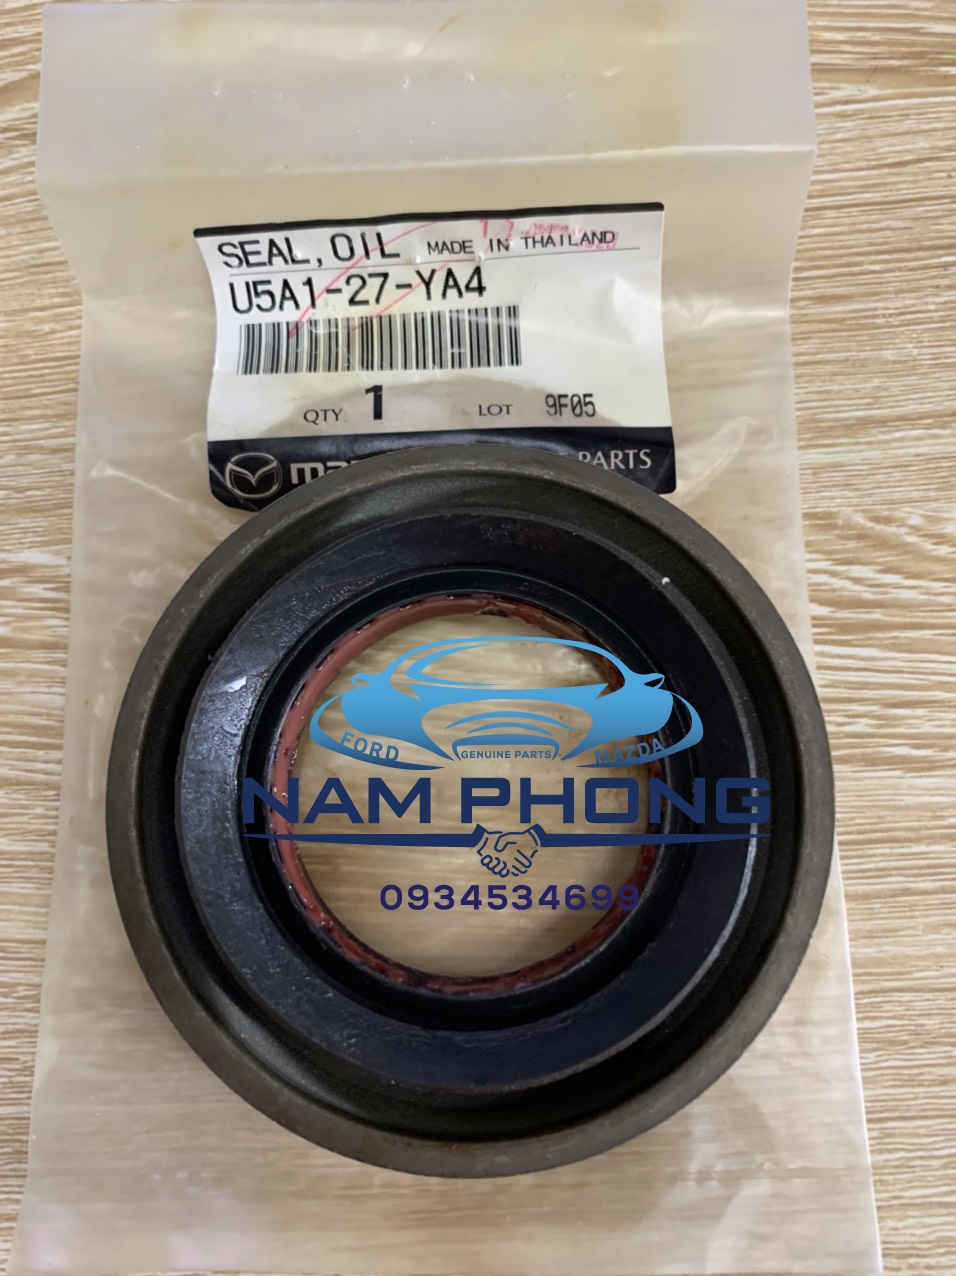 SEAL, OIL MADE IN THAILAND
U5A1-27-YA4
QTY 1 LOT 9F05
PARTS
FORD GENUINE PARTS MAZDA
NAM PHONG
0934534699